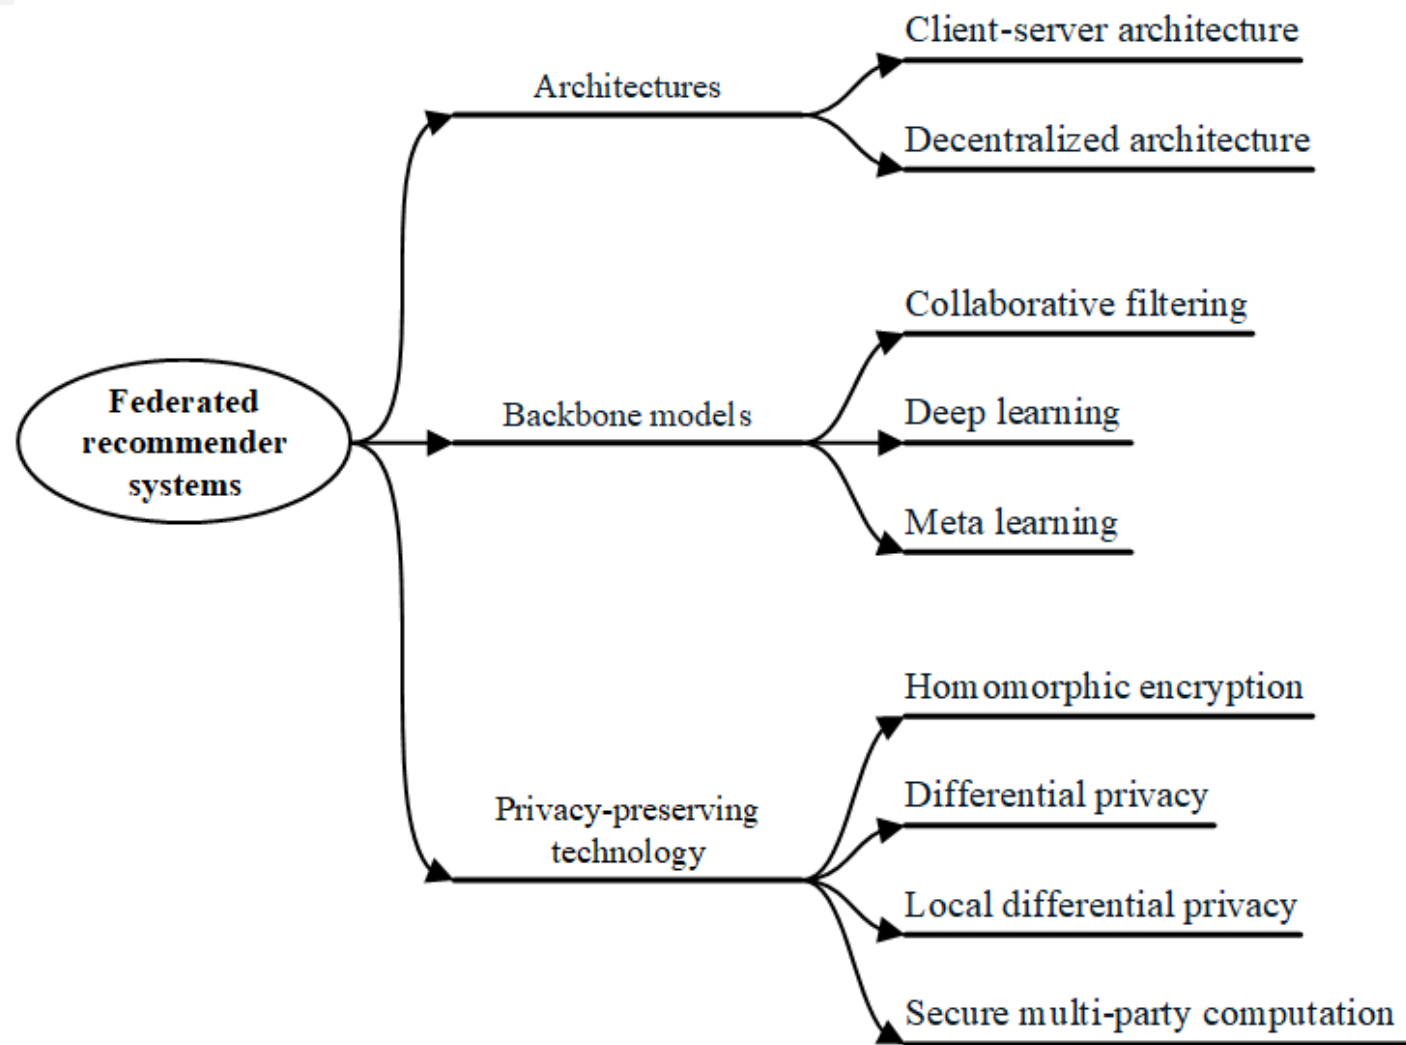 Federated
recommender
systems
Architectures
Client-server architecture
Decentralized architecture
Backbone models
Collaborative filtering
Deep learning
Meta learning
Privacy-preserving
technology
Homomorphic encryption
Differential privacy
Local differential privacy
Secure multi-party computation